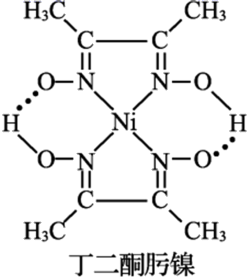 H₃C CH₃
C—C
O—N N—O
H Ni H
O—N N—O
C—C
H₃C CH₃
丁二酮肟镍